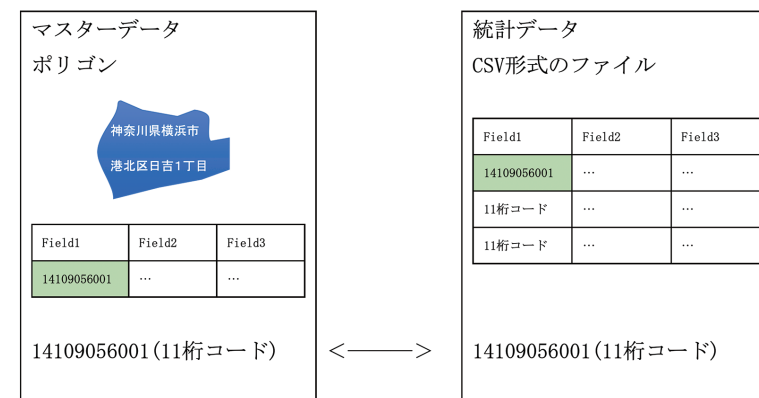 マスターデータ
ポリゴン
神奈川県横浜市
港北区日吉1丁目
Field1 Field2 Field3
14109056001 … …
14109056001(11桁コード)
<――――>
統計データ
CSV形式のファイル
Field1 Field2 Field3
14109056001 … …
11桁コード … …
11桁コード … …
14109056001(11桁コード)